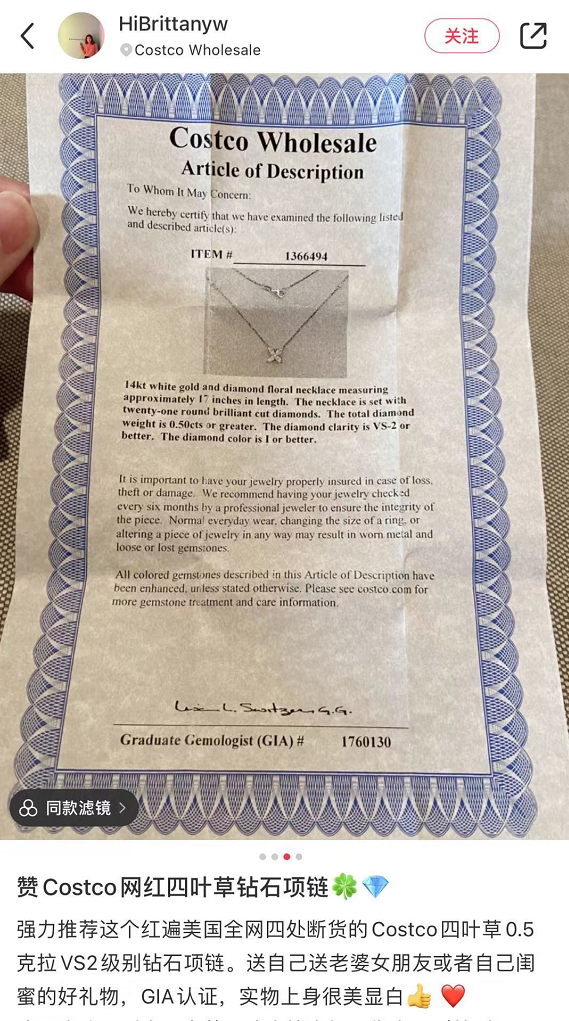 HiBrittanyw
Costco Wholesale
关注
Costco Wholesale
Article of Description
To Whom It May Concern:
We hereby certify that we have examined the following listed
and described article(s):
ITEM # 1366494
14kt white gold and diamond floral necklace measuring
approximately 17 inches in length. The necklace is set with
twenty-one round brilliant cut diamonds. The total diamond
weight is 0.50cts or greater. The diamond clarity is VS-2 or
better. The diamond color is I or better.
It is important to have your jewelry properly insured in case of loss,
theft or damage. We recommend having your jewelry checked
every six months by a professional jeweler to ensure the integrity of
the piece. Normal everyday wear, changing the size of a ring, or
altering a piece of jewelry in any way may result in worn metal and
loose or lost gemstones.
All colored gemstones described in this Article of Description have
been enhanced, unless stated otherwise. Please see costco.com for
more gemstone treatment and care information.
L. Switzer G.G.
Graduate Gemologist (GIA) # 1760130
同款滤镜
赞Costco网红四叶草钻石项链🍀💎
强力推荐这个红遍美国全网四处断货的Costco四叶草0.5
克拉VS2级别钻石项链。送自己送老婆女朋友或者自己闺
蜜的好礼物，GIA认证，实物上身很美显白👍 ❤️